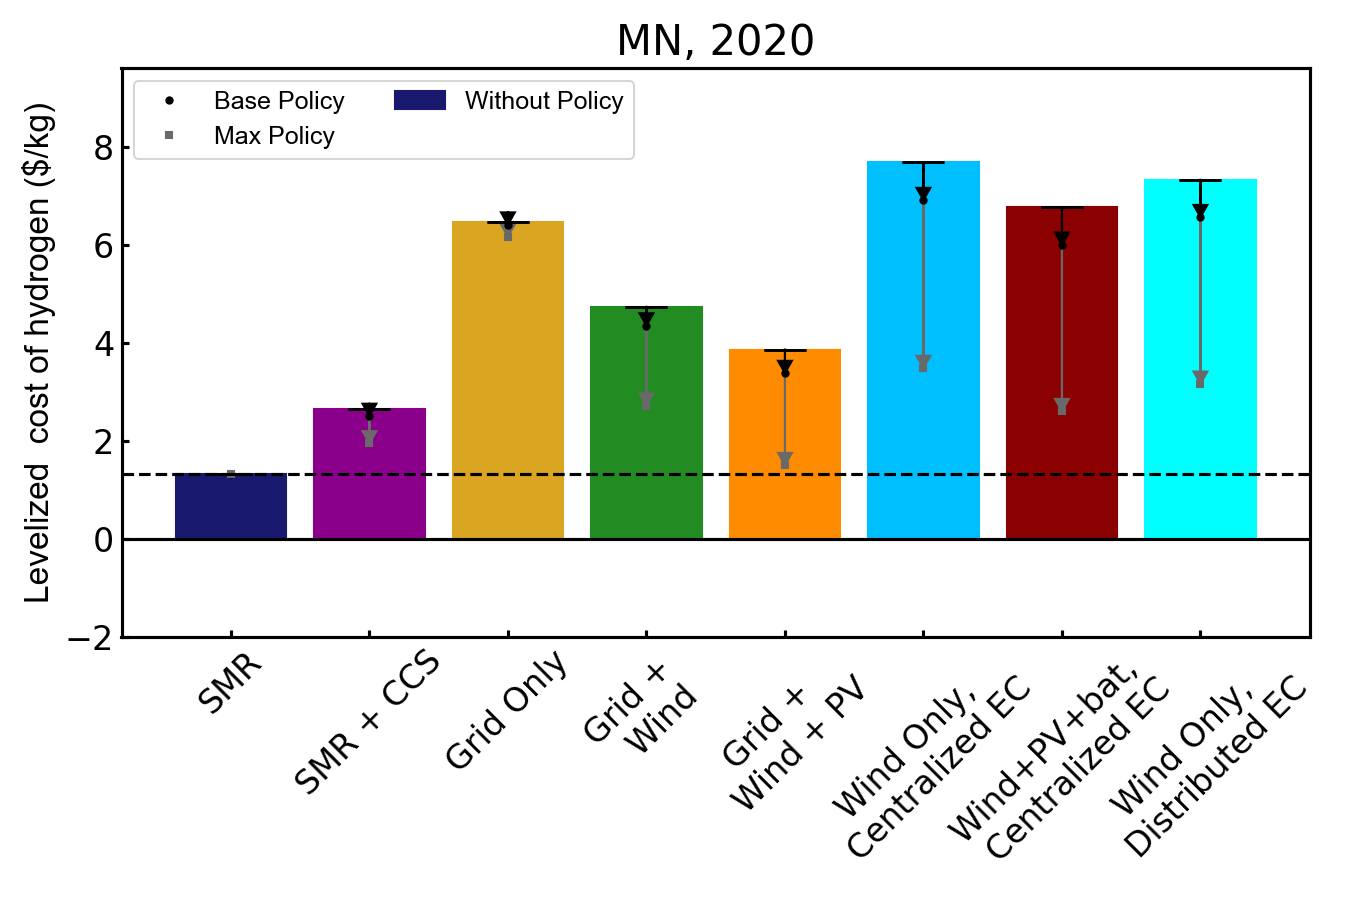 MN, 2020
Base Policy
Max Policy
Without Policy
Levelized cost of hydrogen ($/kg)
8
6
4
2
0
−2
SMR
SMR + CCS
Grid Only
Grid +
Wind
Grid +
Wind + PV
Wind Only,
Centralized EC
Wind+PV+bat,
Centralized EC
Wind Only,
Distributed EC